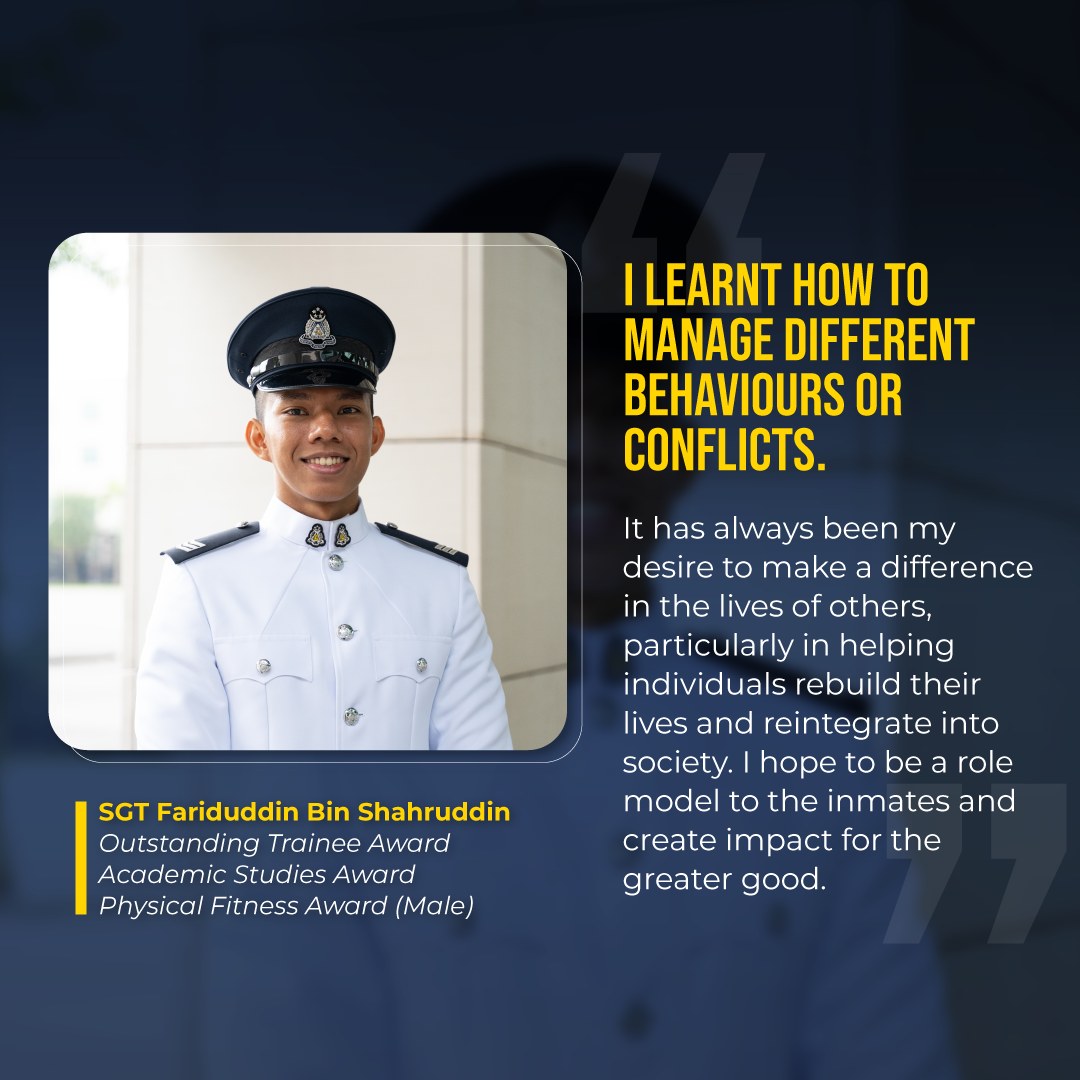 I LEARNT HOW TO
MANAGE DIFFERENT
BEHAVIOURS OR
CONFLICTS.
It has always been my
desire to make a difference
in the lives of others,
particularly in helping
individuals rebuild their
lives and reintegrate into
society. I hope to be a role
model to the inmates and
create impact for the
greater good.
SGT Fariduddin Bin Shahruddin
Outstanding Trainee Award
Academic Studies Award
Physical Fitness Award (Male)